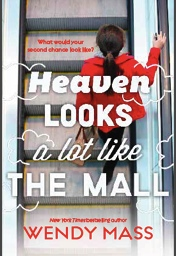 What would your
second chance look like?
Heaven
LOOKS
a lot like
THE MALL
New York Times bestselling author
WENDY MASS